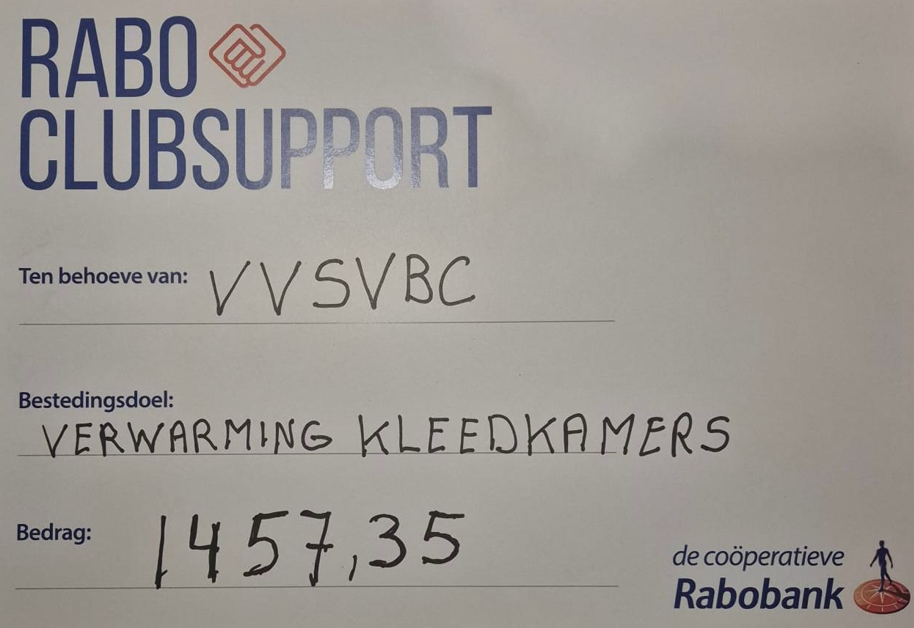 RABO
CLUBSUPPORT
Ten behoeve van: VVSVBC
Bestedingsdoel:
VERWARMING KLEEDKAMERS
Bedrag: 1457,35
de coöperatieve
Rabobank